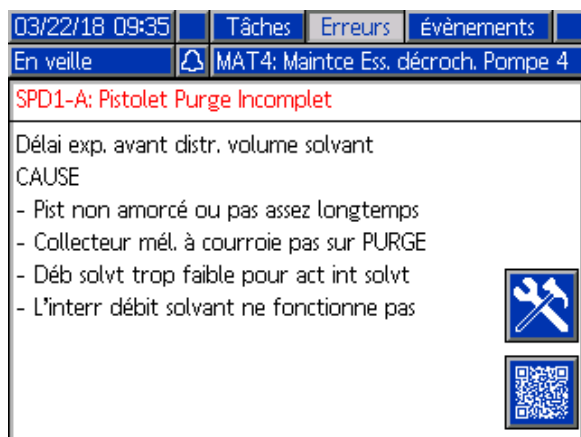 03/22/18 09:35 Tâches Erreurs évènements
En veille MAT4: Maintce Ess. décroch. Pompe 4
SPD1-A: Pistolet Purge Incomplet
Délai exp. avant distr. volume solvant
CAUSE
- Pist non amorcé ou pas assez longtemps
- Collecteur mél. à courroie pas sur PURGE
- Déb solvt trop faible pour act int solvt
- L'interr débit solvant ne fonctionne pas